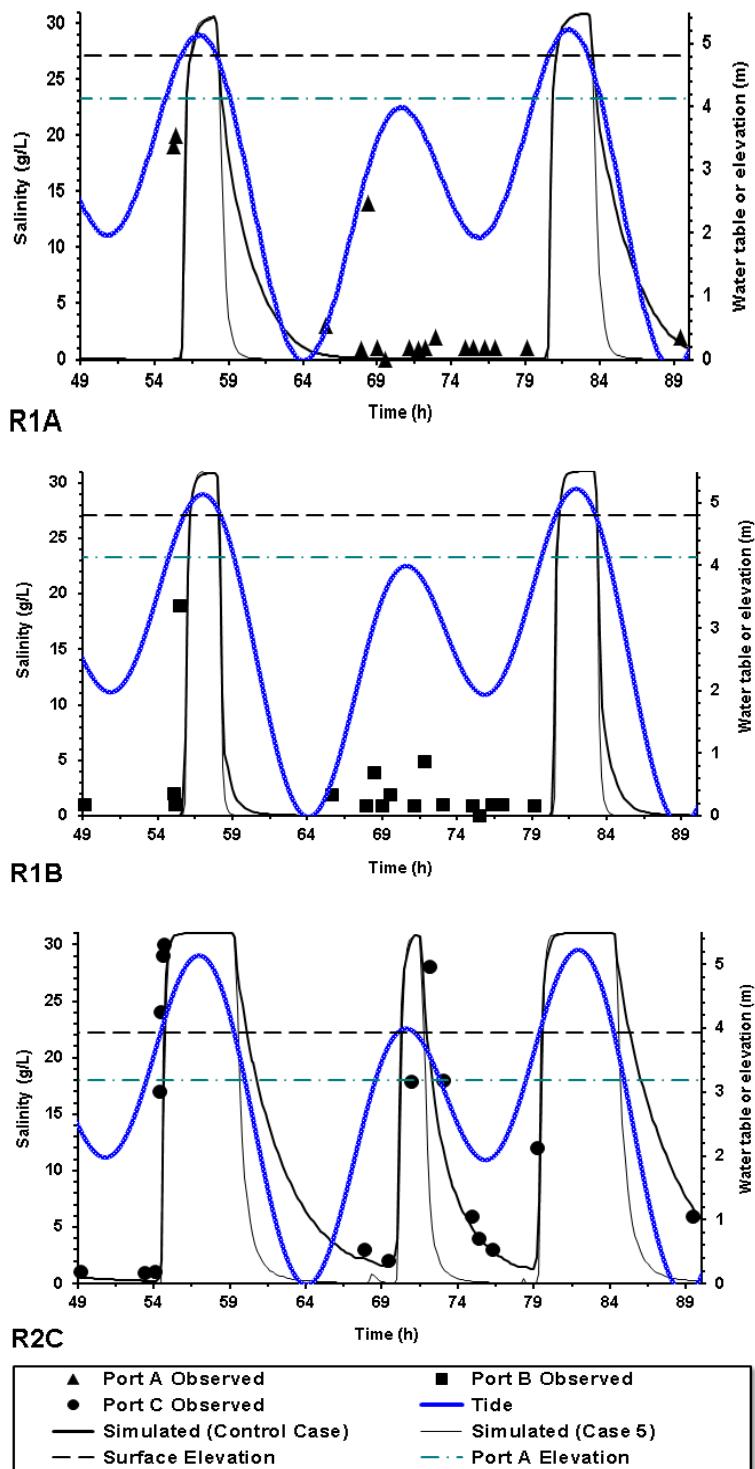 30
25
20
15
10
5
0
Salinity (g/L)
5
4
3
2
1
0
Water table or elevation (m)
49 54 59 64 69 74 79 84 89
Time (h)
R1A
30
25
20
15
10
5
0
Salinity (g/L)
5
4
3
2
1
0
Water table or elevation (m)
49 54 59 64 69 74 79 84 89
Time (h)
R1B
30
25
20
15
10
5
0
Salinity (g/L)
5
4
3
2
1
0
Water table or elevation (m)
49 54 59 64 69 74 79 84 89
Time (h)
R2C
Port A Observed Port B Observed
Port C Observed Tide
Simulated (Control Case) Simulated (Case 5)
Surface Elevation Port A Elevation